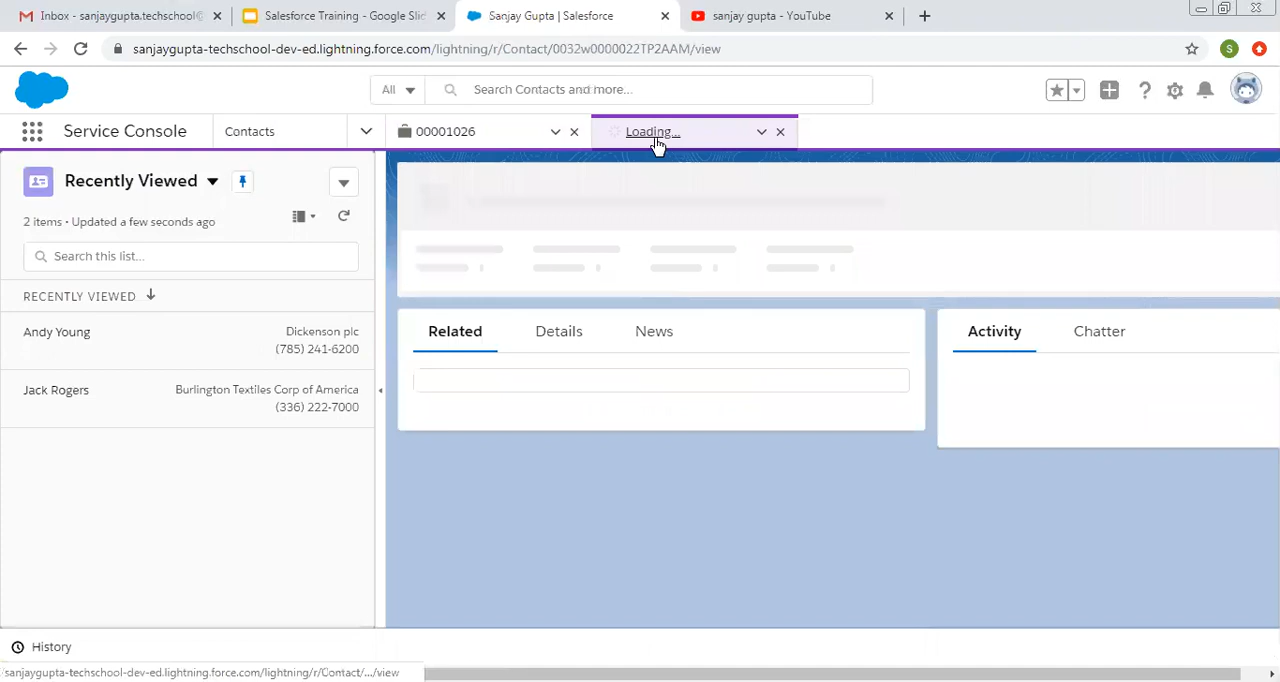 Inbox - sanjaygupta.techschool@
Salesforce Training - Google Slid
Sanjay Gupta | Salesforce
sanjay gupta - YouTube
sanjaygupta-techschool-dev-ed.lightning.force.com/lightning/r/Contact/0032w0000022TP2AAM/view
S
All
Search Contacts and more...
Service Console
Contacts
00001026
Loading...
Recently Viewed
2 items • Updated a few seconds ago
Search this list...
RECENTLY VIEWED
Andy Young
Dickenson plc
(785) 241-6200
Jack Rogers
Burlington Textiles Corp of America
(336) 222-7000
Related
Details
News
Activity
Chatter
History
sanjaygupta-techschool-dev-ed.lightning.force.com/lightning/r/Contact/.../view